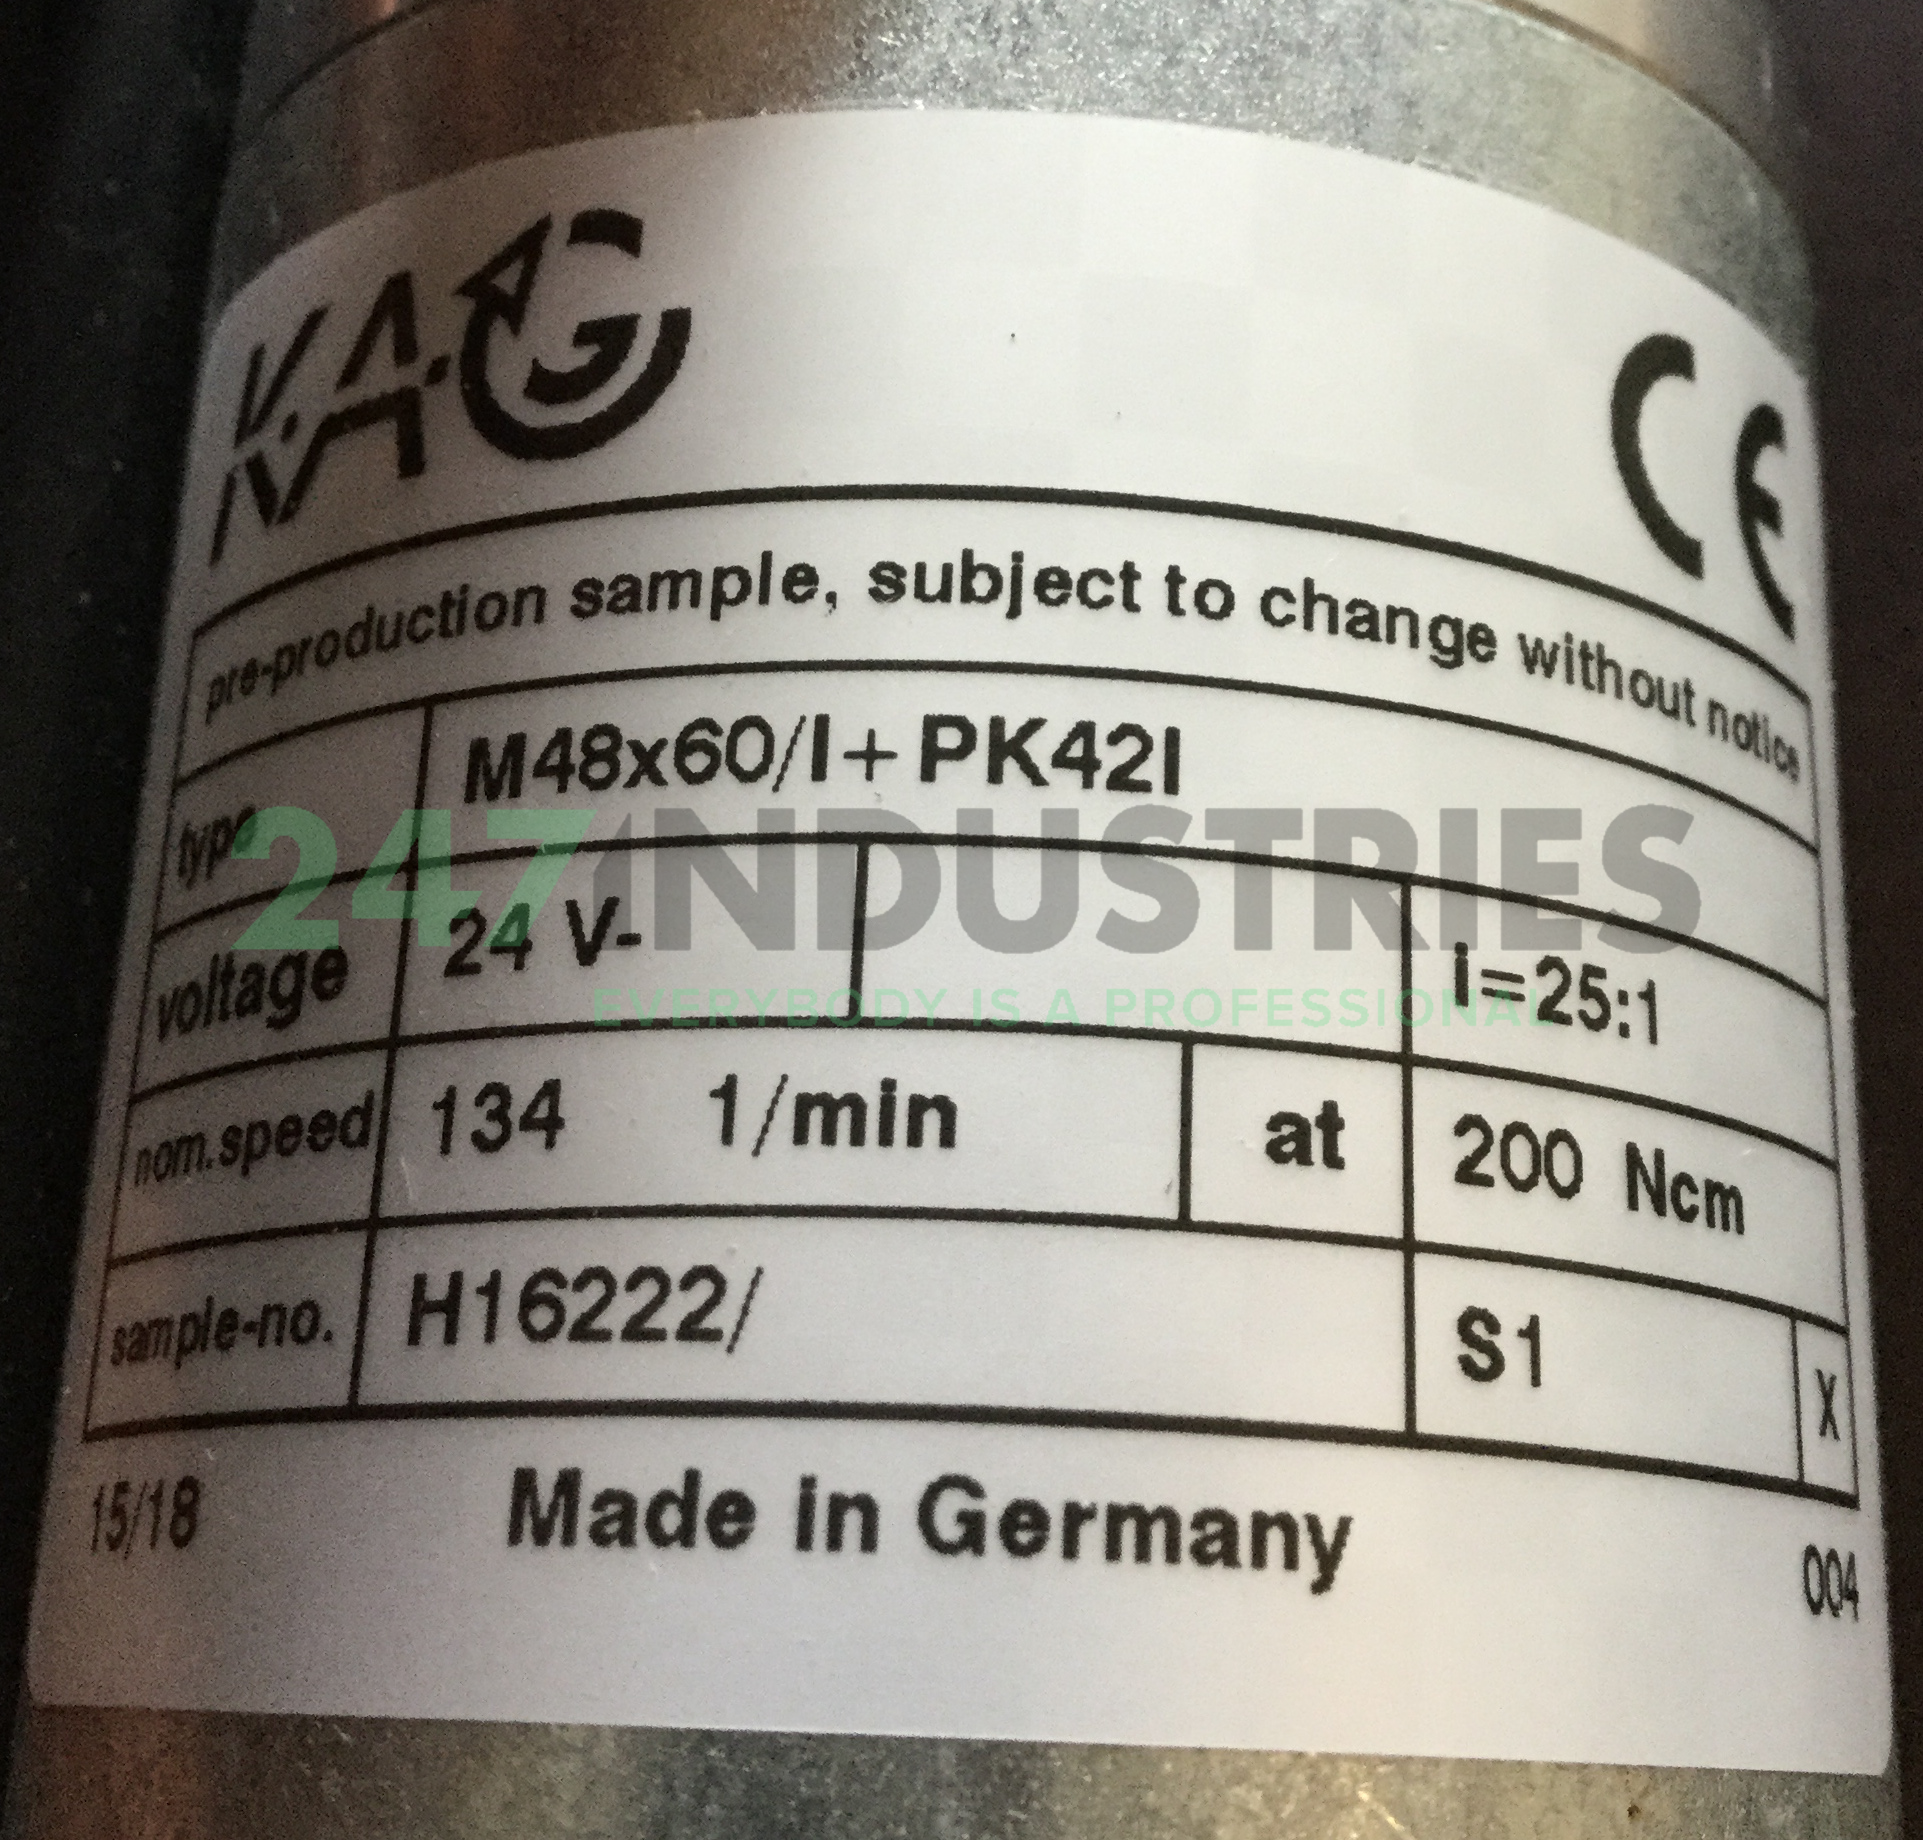 KAG
CE
pre-production sample, subject to change without notice
type M48x60/I+PK42I
247INDUSTRIES
voltage 24 V- i=25:1
EVERYBODY IS A PROFESSIONAL
nom.speed 134 1/min at 200 Ncm
sample-no. H16222/ S1 X
15/18 Made in Germany 004